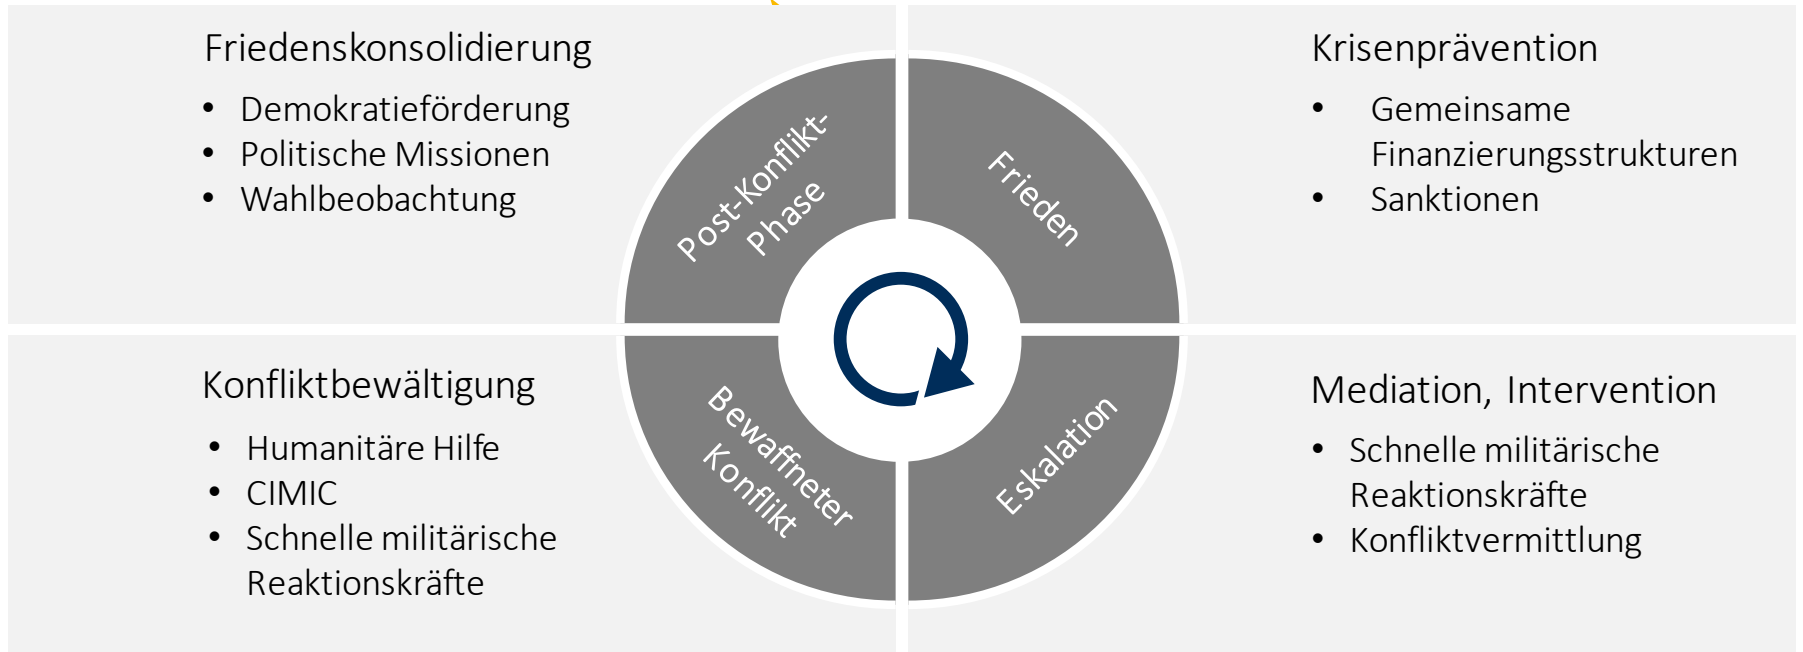 Friedenskonsolidierung
• Demokratieförderung
• Politische Missionen
• Wahlbeobachtung
Post-Konflikt-
Phase
Frieden
Krisenprävention
• Gemeinsame
Finanzierungsstrukturen
• Sanktionen
Konfliktbewältigung
• Humanitäre Hilfe
• CIMIC
• Schnelle militärische
Reaktionskräfte
Bewaffneter
Konflikt
Eskalation
Mediation, Intervention
• Schnelle militärische
Reaktionskräfte
• Konfliktvermittlung